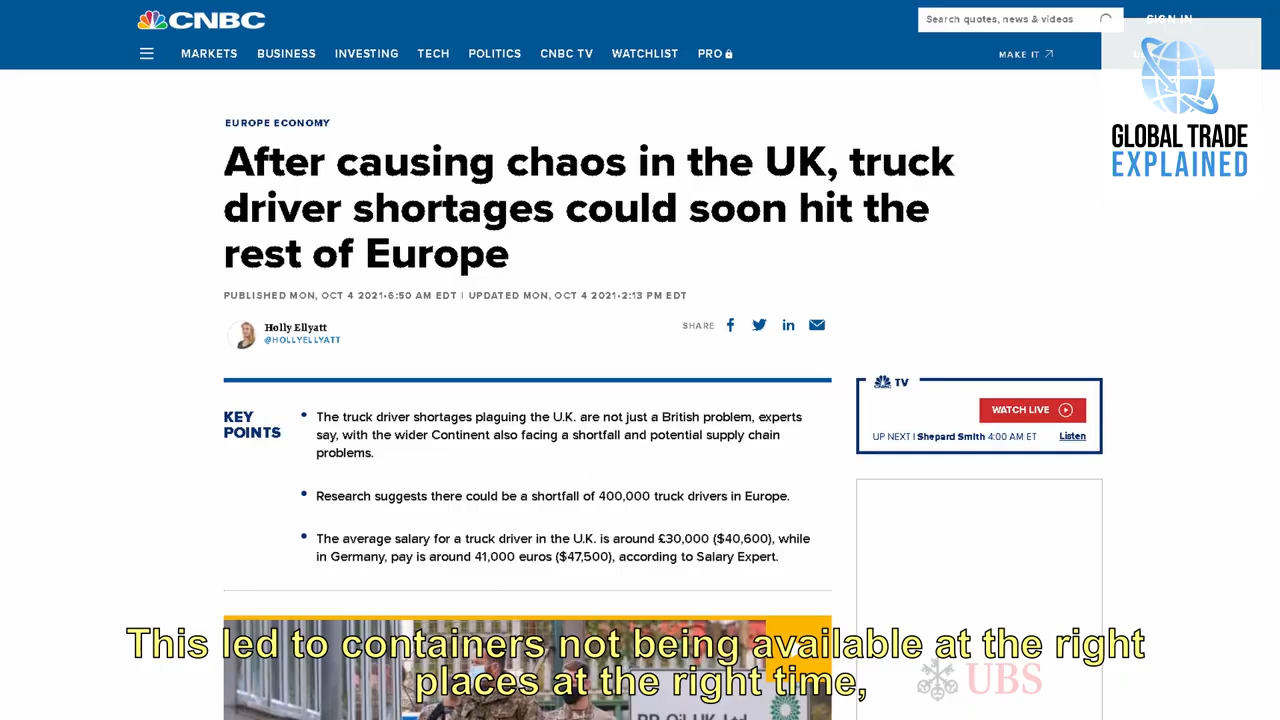 CNBC
Search quotes, news & videos
SIGN IN
MARKETS BUSINESS INVESTING TECH POLITICS CNBC TV WATCHLIST PRO
MAKE IT
GLOBAL TRADE
EXPLAINED
EUROPE ECONOMY
After causing chaos in the UK, truck
driver shortages could soon hit the
rest of Europe
PUBLISHED MON, OCT 4 2021•6:50 AM EDT | UPDATED MON, OCT 4 2021•2:13 PM EDT
Holly Ellyatt
@HOLLYELLYATT
SHARE
KEY
POINTS
• The truck driver shortages plaguing the U.K. are not just a British problem, experts
say, with the wider Continent also facing a shortfall and potential supply chain
problems.
• Research suggests there could be a shortfall of 400,000 truck drivers in Europe.
• The average salary for a truck driver in the U.K. is around £30,000 ($40,600), while
in Germany, pay is around 41,000 euros ($47,500), according to Salary Expert.
CNBC TV
WATCH LIVE
UP NEXT | Shepard Smith 4:00 AM ET Listen
This led to containers not being available at the right
places at the right time,
UBS
BP Oil UK Ltd